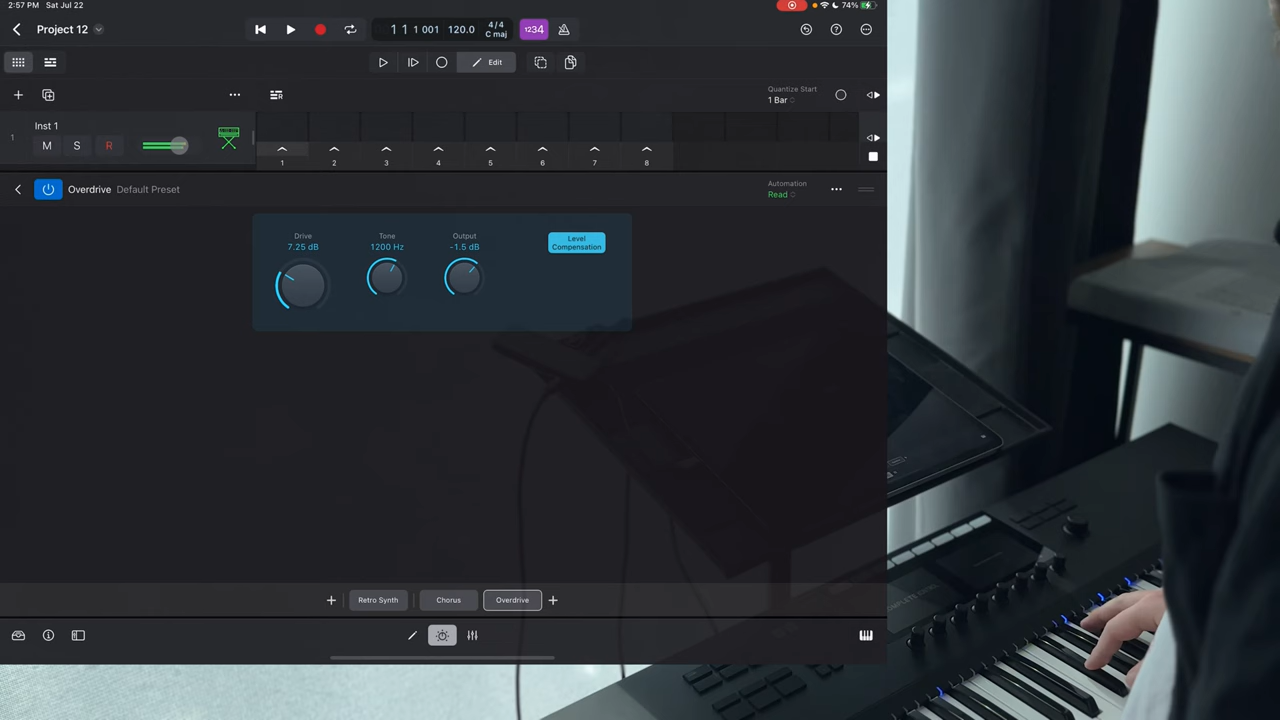 2:57 PM Sat Jul 22
74%
Project 12
1 1 1 001 120.0 4/4 C maj
1234
Edit
Quantize Start
1 Bar
1 Inst 1
M S R
1 2 3 4 5 6 7 8
Overdrive Default Preset
Automation
Read
Drive Tone Output
7.25 dB 1200 Hz -1.5 dB
Level
Compensation
Retro Synth Chorus Overdrive